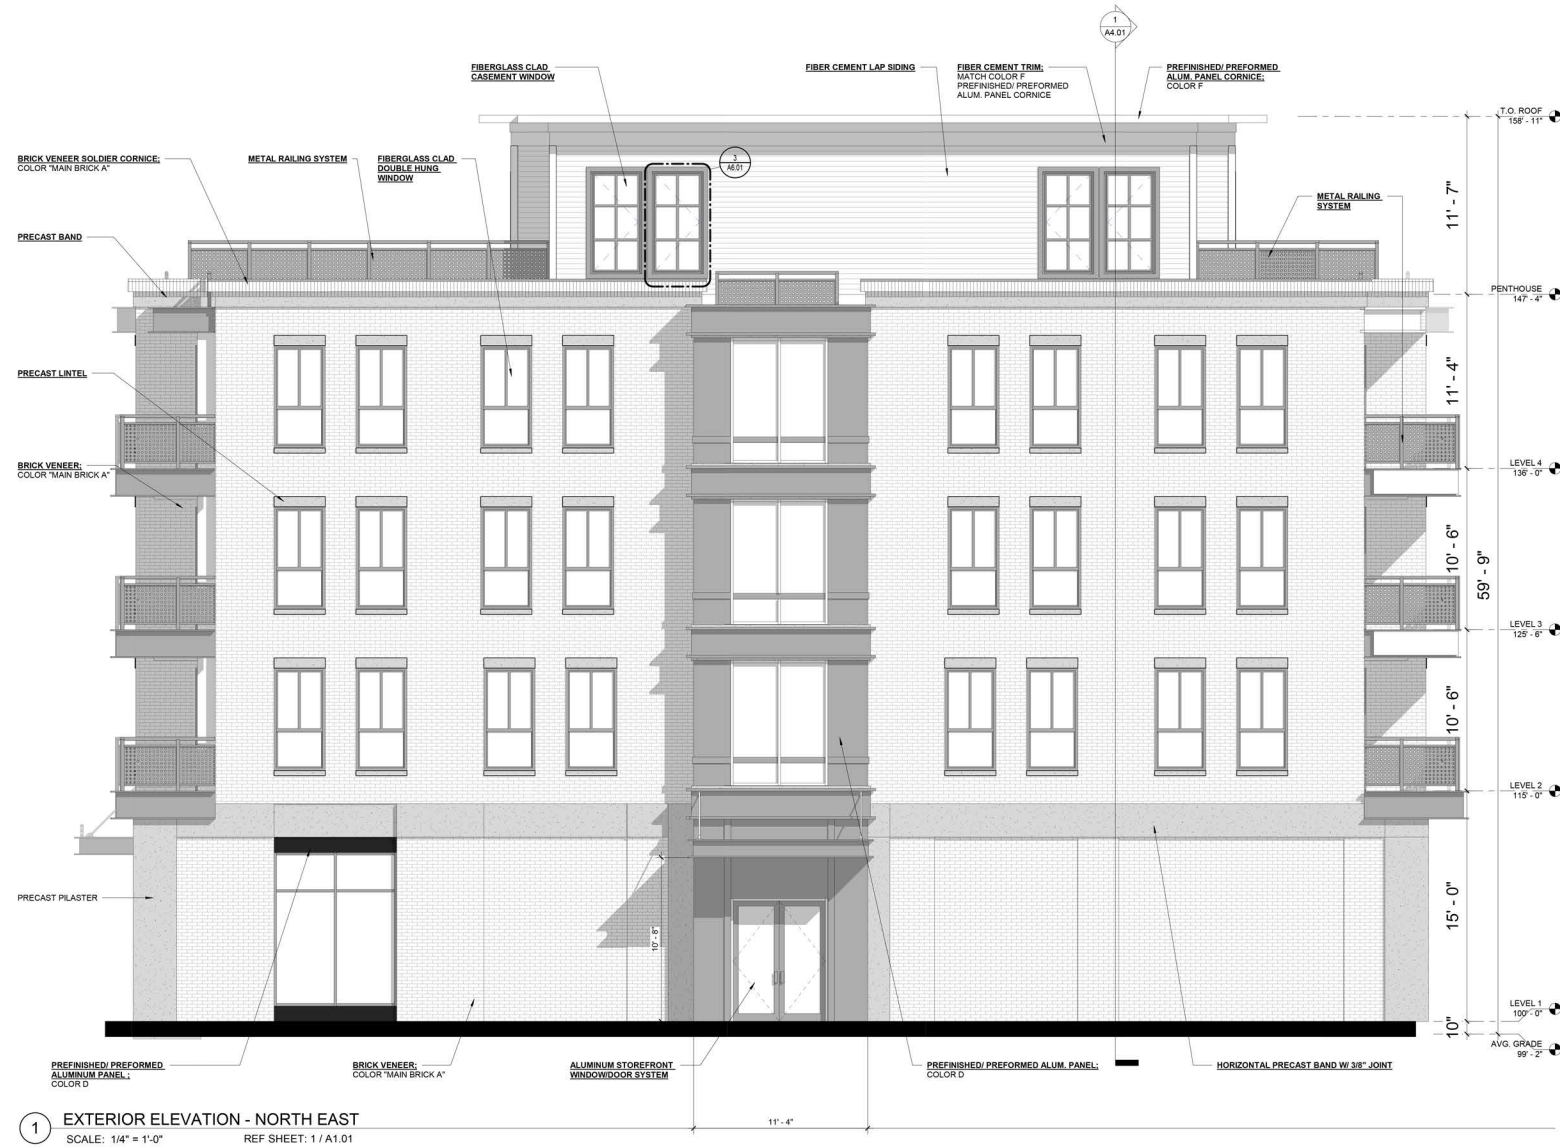 1
A4.01
FIBERGLASS CLAD
CASEMENT WINDOW
FIBER CEMENT LAP SIDING
FIBER CEMENT TRIM;
MATCH COLOR F
PREFINISHED/ PREFORMED
ALUM. PANEL CORNICE
PREFINISHED/ PREFORMED
ALUM. PANEL CORNICE;
COLOR F
T.O. ROOF
158' - 11"
BRICK VENEER SOLDIER CORNICE;
COLOR "MAIN BRICK A"
METAL RAILING SYSTEM
FIBERGLASS CLAD
DOUBLE HUNG
WINDOW
3
A6.01
METAL RAILING
SYSTEM
11' - 7"
PRECAST BAND
PENTHOUSE
147' - 4"
PRECAST LINTEL
11' - 4"
BRICK VENEER;
COLOR "MAIN BRICK A"
LEVEL 4
136' - 0"
10' - 6"
59' - 9"
LEVEL 3
125' - 6"
10' - 6"
LEVEL 2
115' - 0"
PRECAST PILASTER
10' - 8"
15' - 0"
LEVEL 1
100' - 0"
10"
AVG. GRADE
99' - 2"
PREFINISHED/ PREFORMED
ALUMINUM PANEL ;
COLOR D
BRICK VENEER;
COLOR "MAIN BRICK A"
ALUMINUM STOREFRONT
WINDOW/DOOR SYSTEM
PREFINISHED/ PREFORMED ALUM. PANEL;
COLOR D
HORIZONTAL PRECAST BAND W/ 3/8" JOINT
11' - 4"
1
EXTERIOR ELEVATION - NORTH EAST
SCALE: 1/4" = 1'-0"
REF SHEET: 1 / A1.01